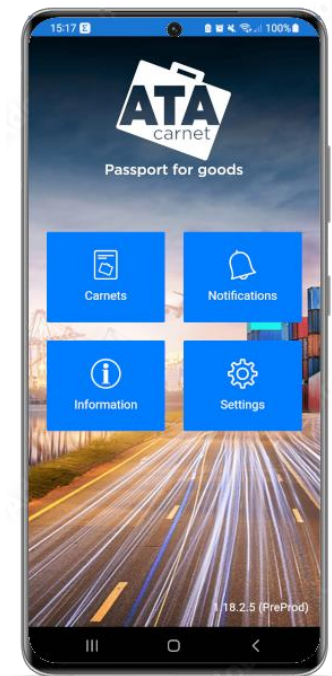 15:17
100%
ATA
carnet
Passport for goods
Carnets
Notifications
Information
Settings
1.18.2.5 (PreProd)